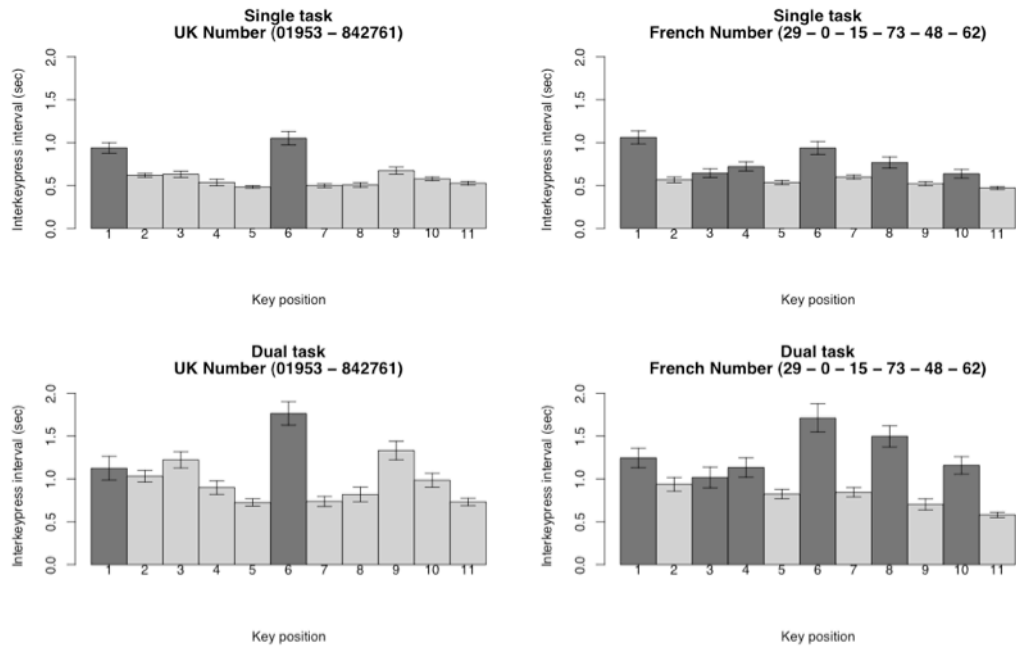 Single task
UK Number (01953 – 842761)
Interkeypress interval (sec)
2.0
1.5
1.0
0.5
0.0
1 2 3 4 5 6 7 8 9 10 11
Key position
Single task
French Number (29 – 0 – 15 – 73 – 48 – 62)
Interkeypress interval (sec)
2.0
1.5
1.0
0.5
0.0
1 2 3 4 5 6 7 8 9 10 11
Key position
Dual task
UK Number (01953 – 842761)
Interkeypress interval (sec)
2.0
1.5
1.0
0.5
0.0
1 2 3 4 5 6 7 8 9 10 11
Key position
Dual task
French Number (29 – 0 – 15 – 73 – 48 – 62)
Interkeypress interval (sec)
2.0
1.5
1.0
0.5
0.0
1 2 3 4 5 6 7 8 9 10 11
Key position